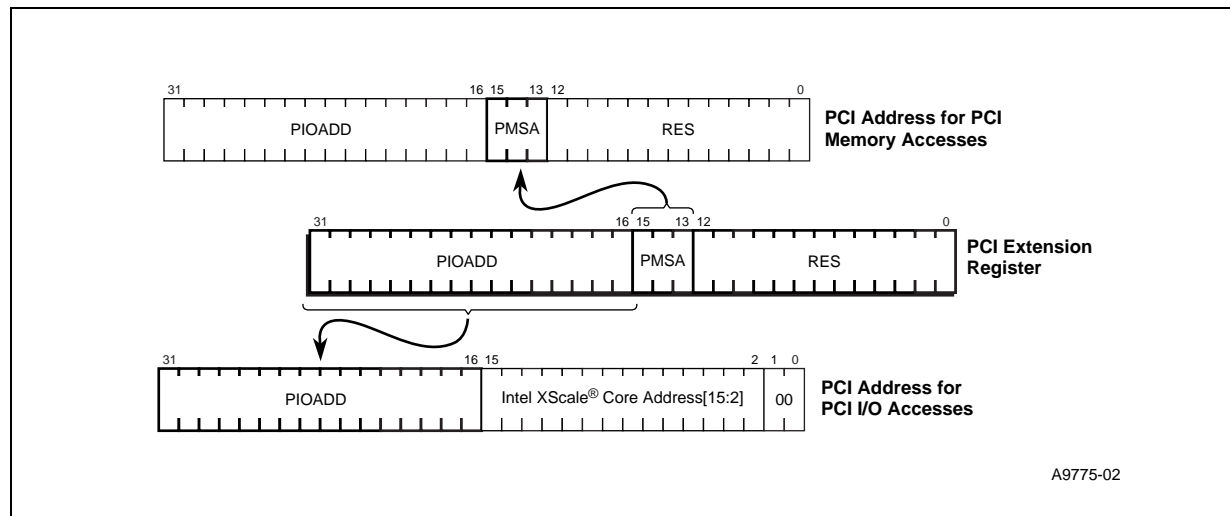 31 16 15 13 12 0
PIOADD PMSA RES
PCI Address for PCI
Memory Accesses
31 16 15 13 12 0
PIOADD PMSA RES
PCI Extension
Register
31 16 15 2 1 0
PIOADD Intel XScale® Core Address[15:2] 00
PCI Address for
PCI I/O Accesses
A9775-02